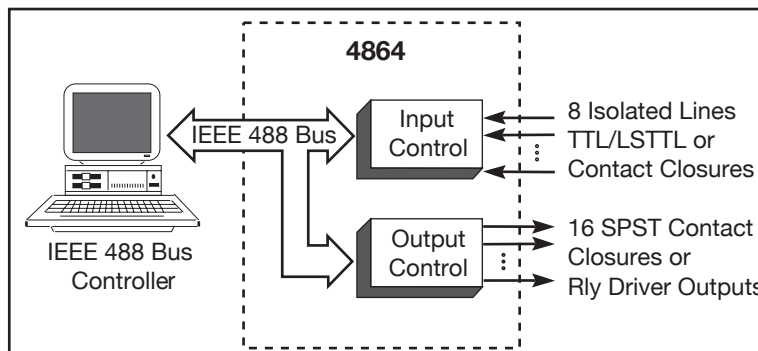 4864
IEEE 488 Bus
Input
Control
8 Isolated Lines
TTL/LSTTL or
Contact Closures
IEEE 488 Bus
Controller
Output
Control
16 SPST Contact
Closures or
Rly Driver Outputs